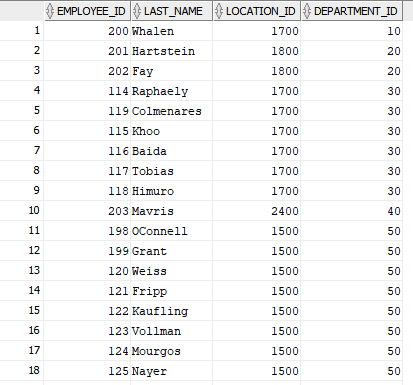 EMPLOYEE_ID LAST_NAME LOCATION_ID DEPARTMENT_ID
1 200 Whalen 1700 10
2 201 Hartstein 1800 20
3 202 Fay 1800 20
4 114 Raphaely 1700 30
5 119 Colmenares 1700 30
6 115 Khoo 1700 30
7 116 Baida 1700 30
8 117 Tobias 1700 30
9 118 Himuro 1700 30
10 203 Mavris 2400 40
11 198 OConnell 1500 50
12 199 Grant 1500 50
13 120 Weiss 1500 50
14 121 Fripp 1500 50
15 122 Kaufling 1500 50
16 123 Vollman 1500 50
17 124 Mourgos 1500 50
18 125 Nayer 1500 50